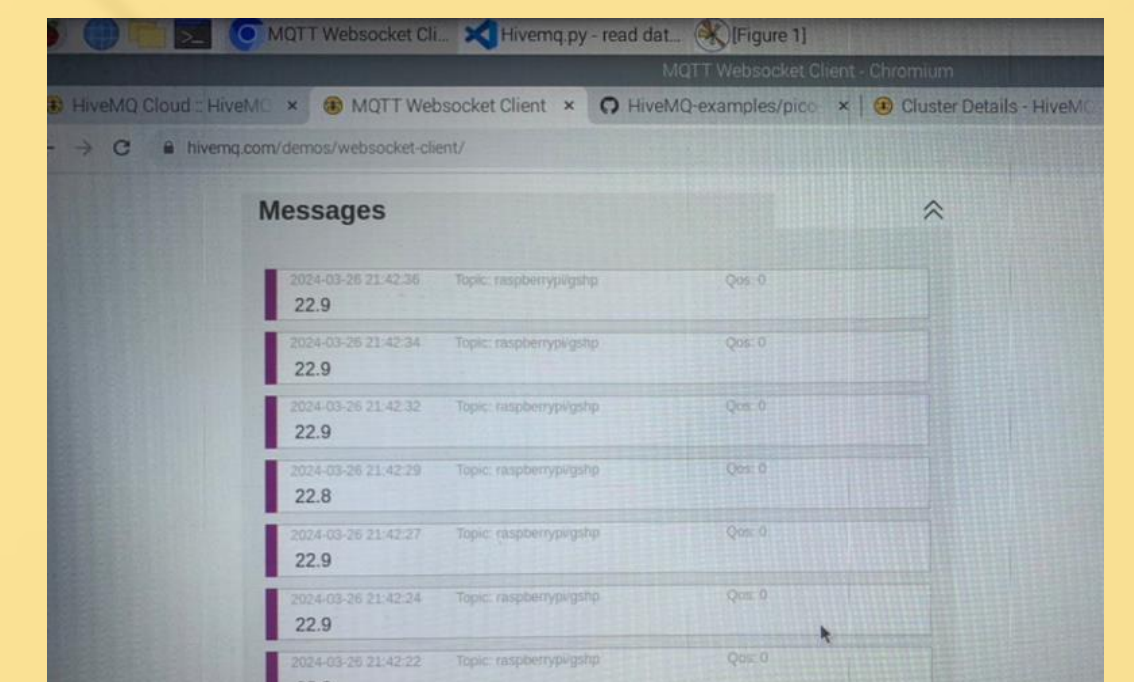 MQTT Websocket Cli... Hivemq.py - read dat... [Figure 1]
MQTT Websocket Client - Chromium
HiveMQ Cloud :: HiveMQ × MQTT Websocket Client × HiveMQ-examples/pico- × Cluster Details - HiveMQ
hivemq.com/demos/websocket-client/
Messages
2024-03-26 21:42:36 Topic: raspberrypi/gshp Qos: 0
22.9
2024-03-26 21:42:34 Topic: raspberrypi/gshp Qos: 0
22.9
2024-03-26 21:42:32 Topic: raspberrypi/gshp Qos: 0
22.9
2024-03-26 21:42:29 Topic: raspberrypi/gshp Qos: 0
22.8
2024-03-26 21:42:27 Topic: raspberrypi/gshp Qos: 0
22.9
2024-03-26 21:42:24 Topic: raspberrypi/gshp Qos: 0
22.9
2024-03-26 21:42:22 Topic: raspberrypi/gshp Qos: 0